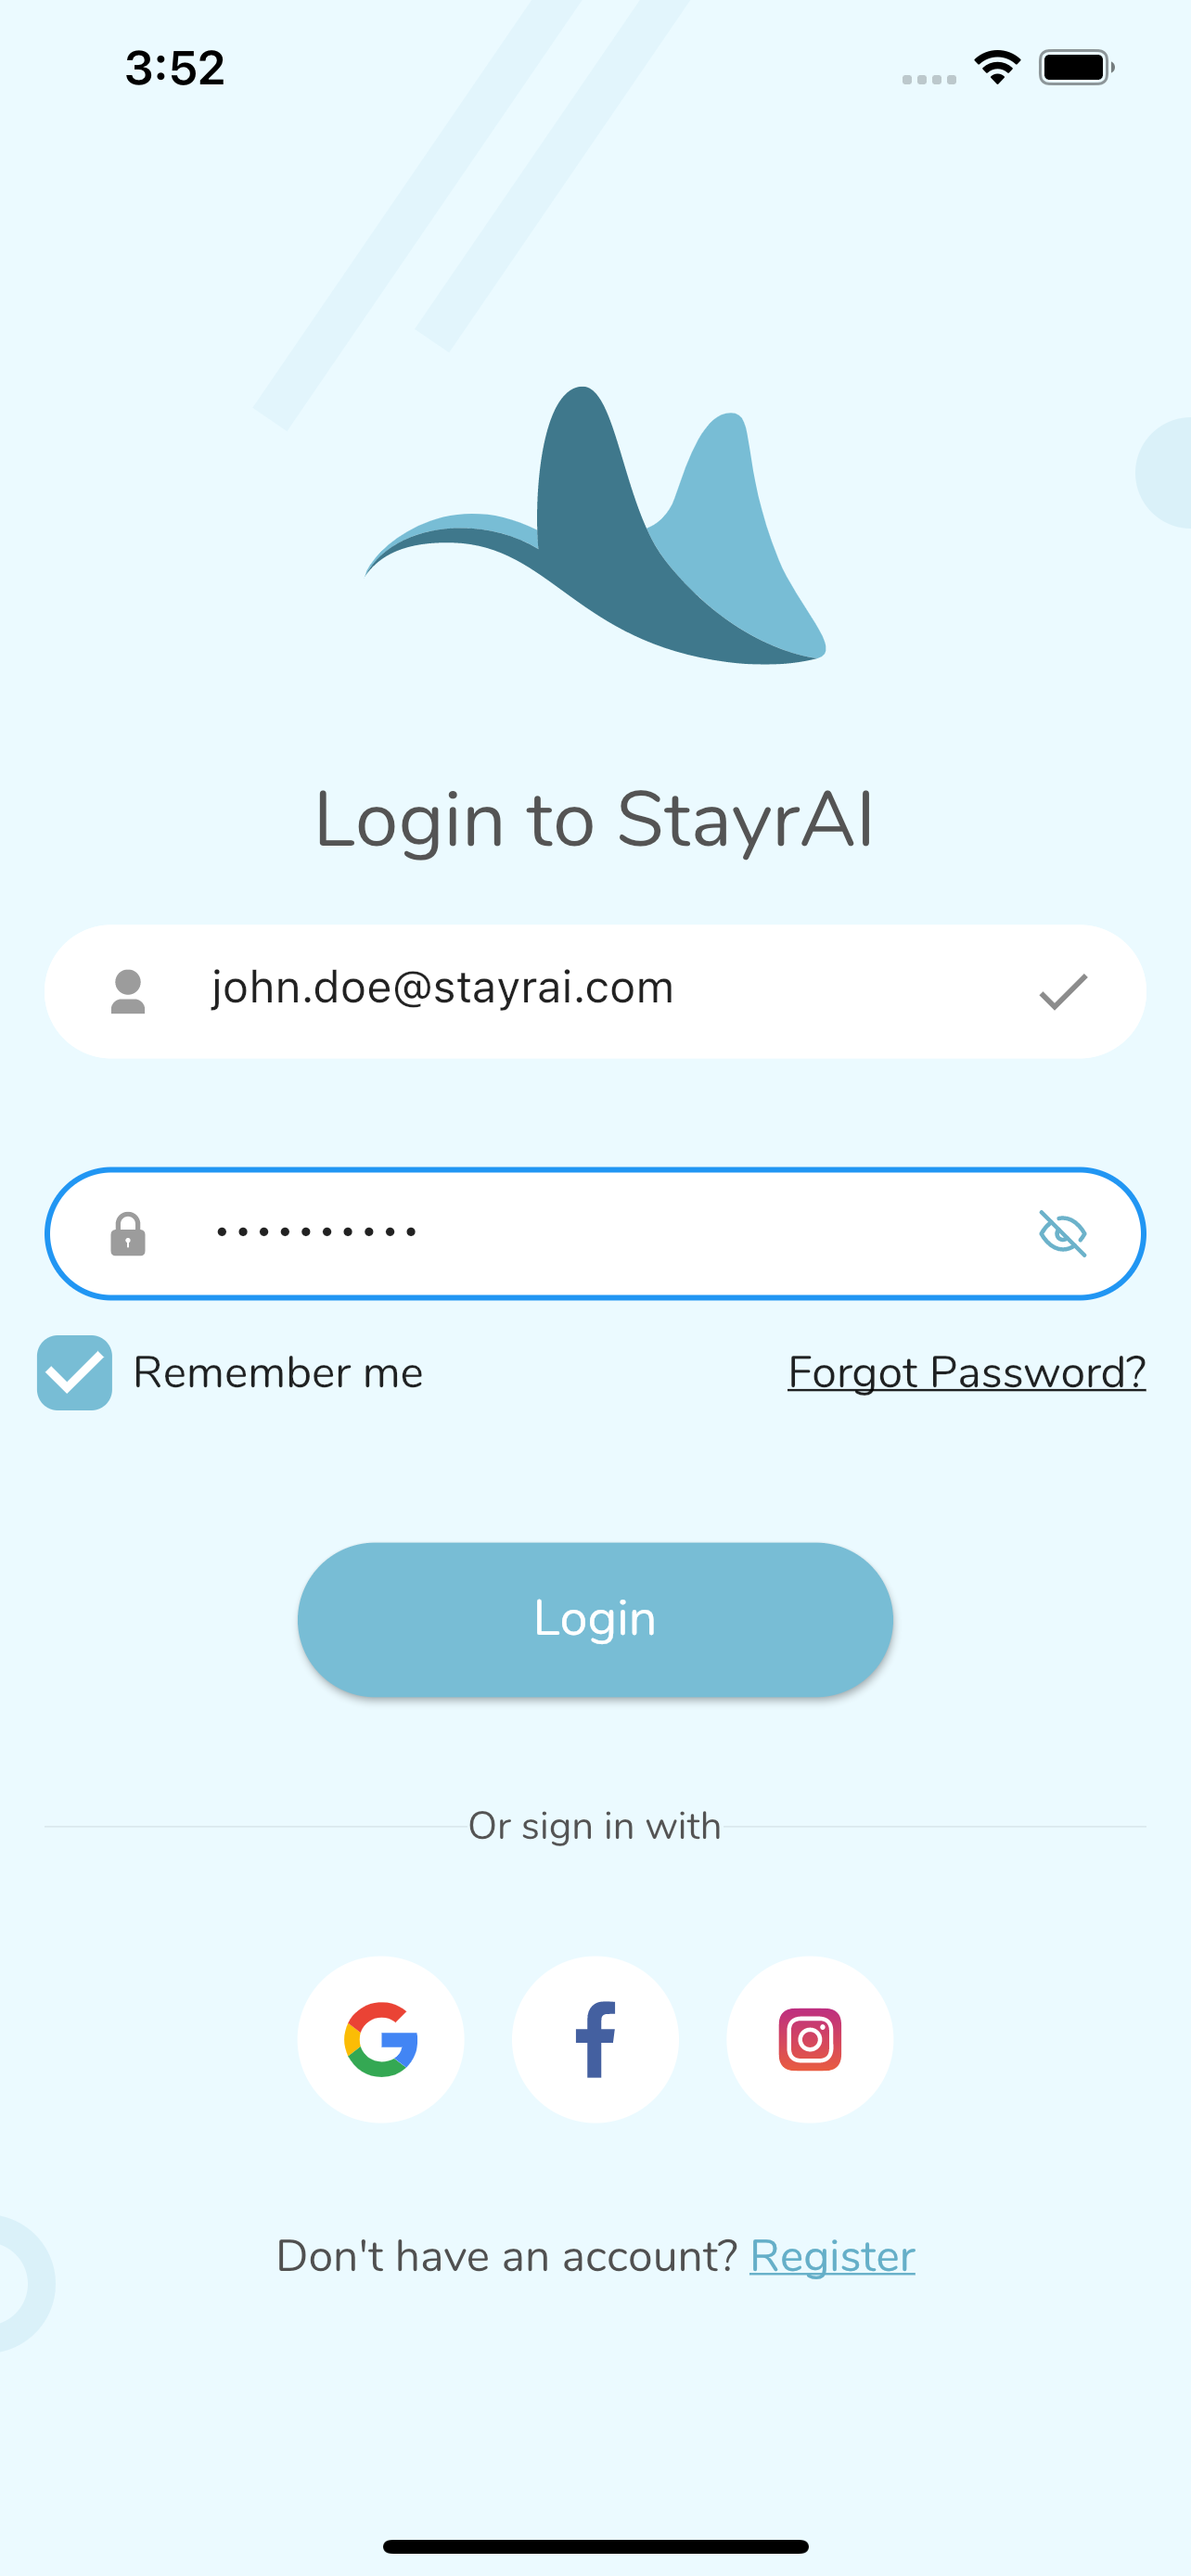 3:52
Login to StayrAI
john.doe@stayrai.com
••••••••••
Remember me
Forgot Password?
Login
Or sign in with
Don't have an account? Register